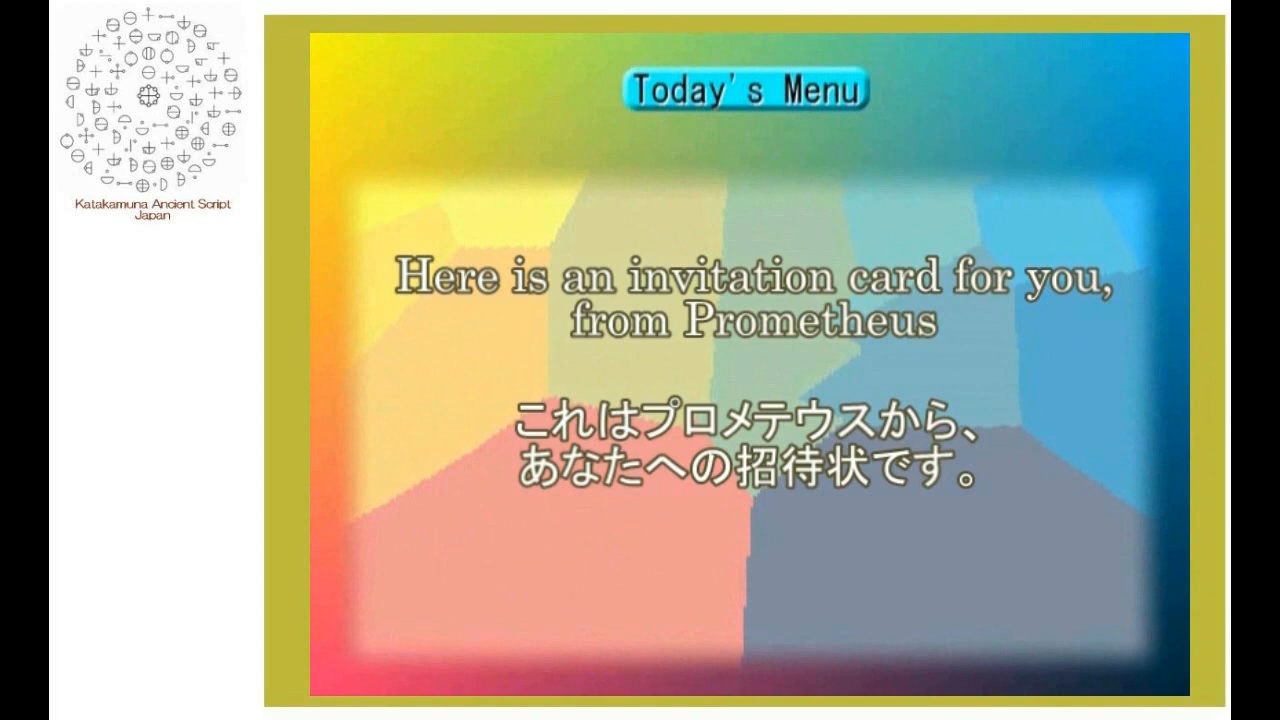 Katakamuna Ancient Script
Japan
Today's Menu
Here is an invitation card for you,
from Prometheus
これはプロメテウスから、
あなたへの招待状です。